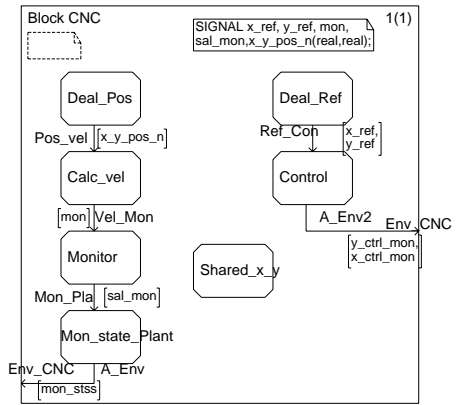 Block CNC
1(1)
SIGNAL x_ref, y_ref, mon,
sal_mon,x_y_pos_n(real,real);
Deal_Pos
Deal_Ref
Pos_vel
x_y_pos_n
Ref_Con
x_ref,
y_ref
Calc_vel
Control
mon
Vel_Mon
A_Env2
Env_CNC
y_ctrl_mon,
x_ctrl_mon
Monitor
Shared_x_y
Mon_Pla
sal_mon
Mon_state_Plant
Env_CNC
A_Env
mon_stss